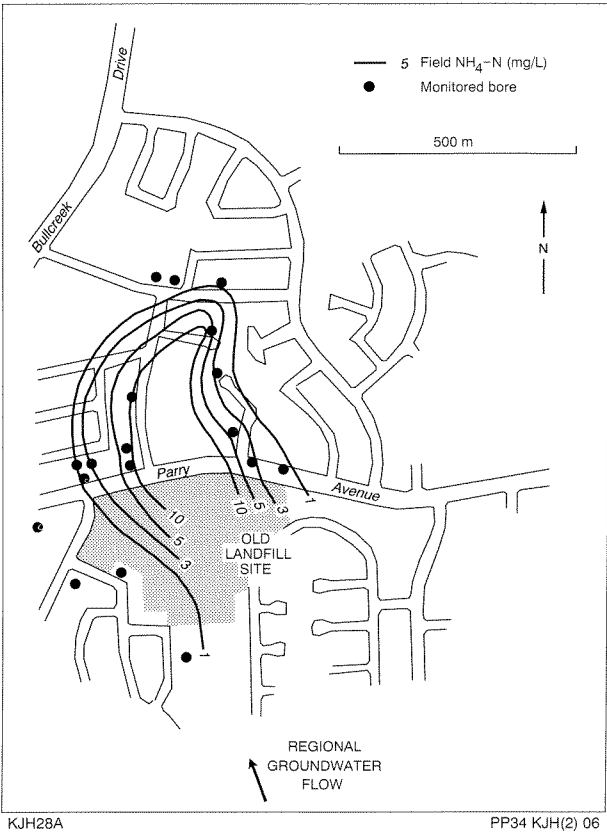 5 Field NH₄–N (mg/L)
Monitored bore
500 m
N
Bullcreek Drive
Parry Avenue
10
5
3
1
10
5
3
1
OLD
LANDFILL
SITE
REGIONAL
GROUNDWATER
FLOW
KJH28A
PP34 KJH(2) 06